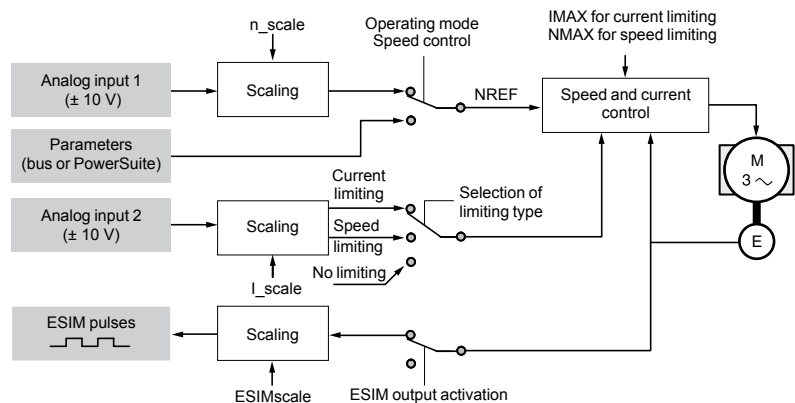 n_scale
Operating mode
Speed control
IMAX for current limiting
NMAX for speed limiting
Analog input 1
(± 10 V)
Scaling
NREF
Speed and current
control
Parameters
(bus or PowerSuite)
M
3 ~
Current
limiting
Selection of
limiting type
Analog input 2
(± 10 V)
Scaling
Speed
limiting
E
No limiting
I_scale
ESIM pulses
Scaling
ESIMscale
ESIM output activation